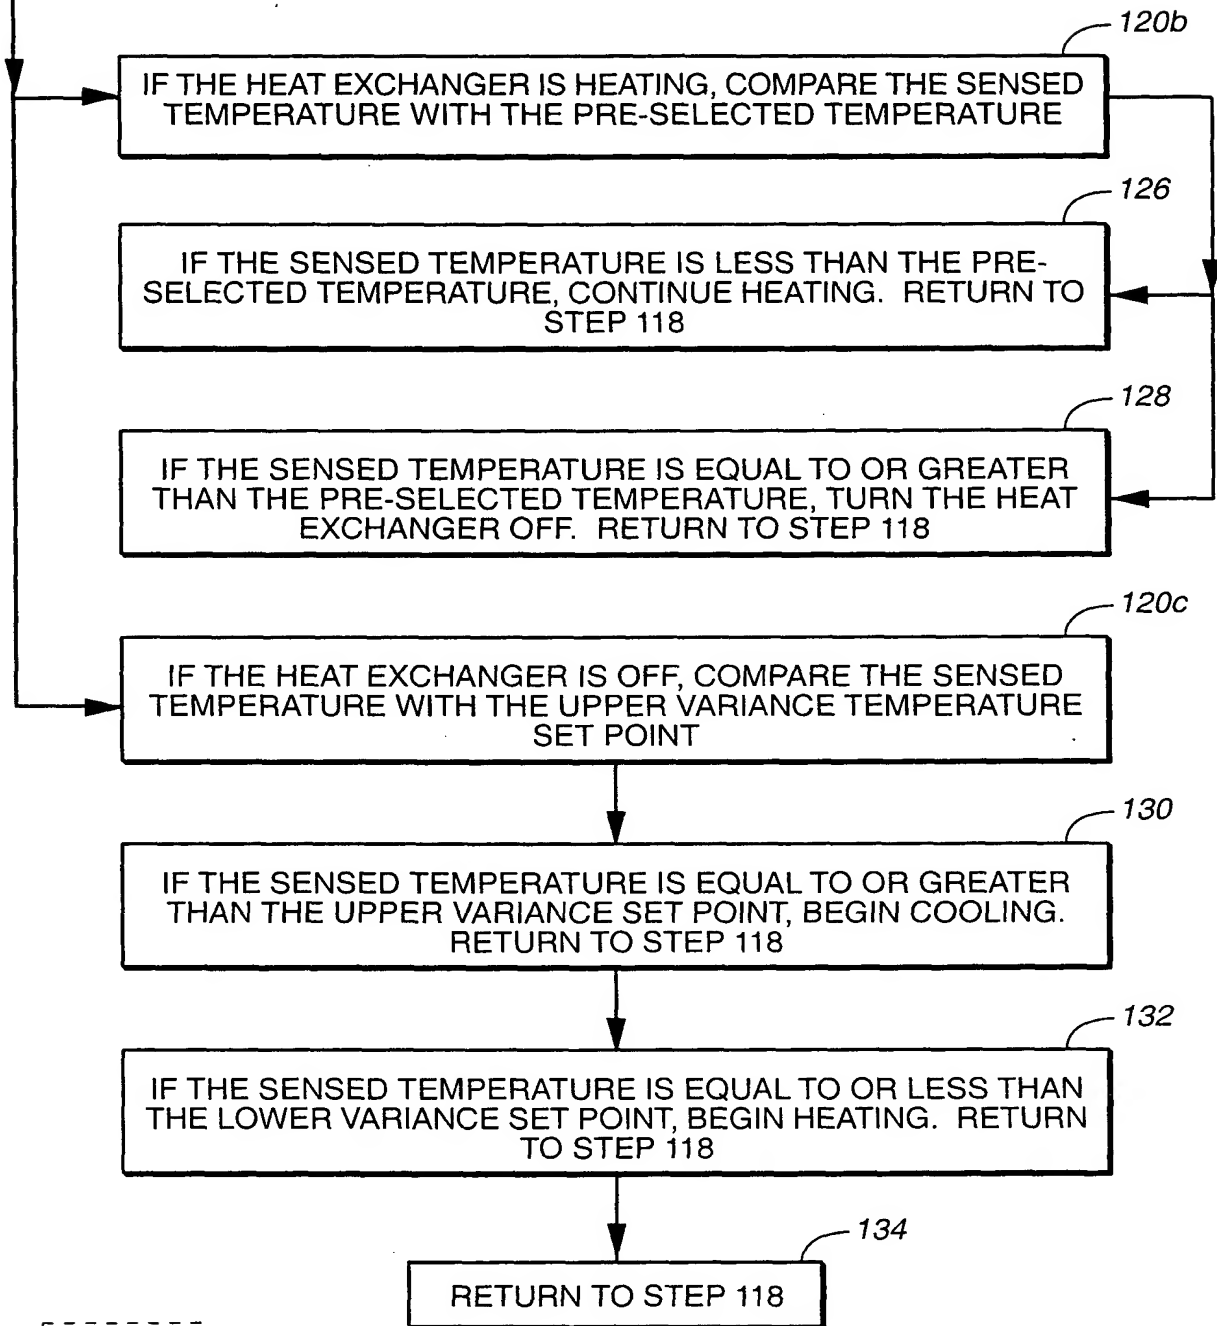 120b
IF THE HEAT EXCHANGER IS HEATING, COMPARE THE SENSED
TEMPERATURE WITH THE PRE-SELECTED TEMPERATURE
126
IF THE SENSED TEMPERATURE IS LESS THAN THE PRE-
SELECTED TEMPERATURE, CONTINUE HEATING. RETURN TO
STEP 118
128
IF THE SENSED TEMPERATURE IS EQUAL TO OR GREATER
THAN THE PRE-SELECTED TEMPERATURE, TURN THE HEAT
EXCHANGER OFF. RETURN TO STEP 118
120c
IF THE HEAT EXCHANGER IS OFF, COMPARE THE SENSED
TEMPERATURE WITH THE UPPER VARIANCE TEMPERATURE
SET POINT
130
IF THE SENSED TEMPERATURE IS EQUAL TO OR GREATER
THAN THE UPPER VARIANCE SET POINT, BEGIN COOLING.
RETURN TO STEP 118
132
IF THE SENSED TEMPERATURE IS EQUAL TO OR LESS THAN
THE LOWER VARIANCE SET POINT, BEGIN HEATING. RETURN
TO STEP 118
134
RETURN TO STEP 118